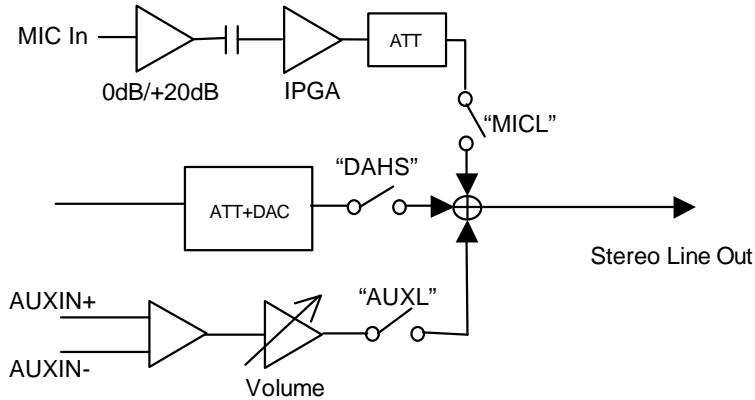 MIC In
ATT
0dB/+20dB
IPGA
“MICL”
“DAHS”
ATT+DAC
Stereo Line Out
AUXIN+
“AUXL”
AUXIN-
Volume